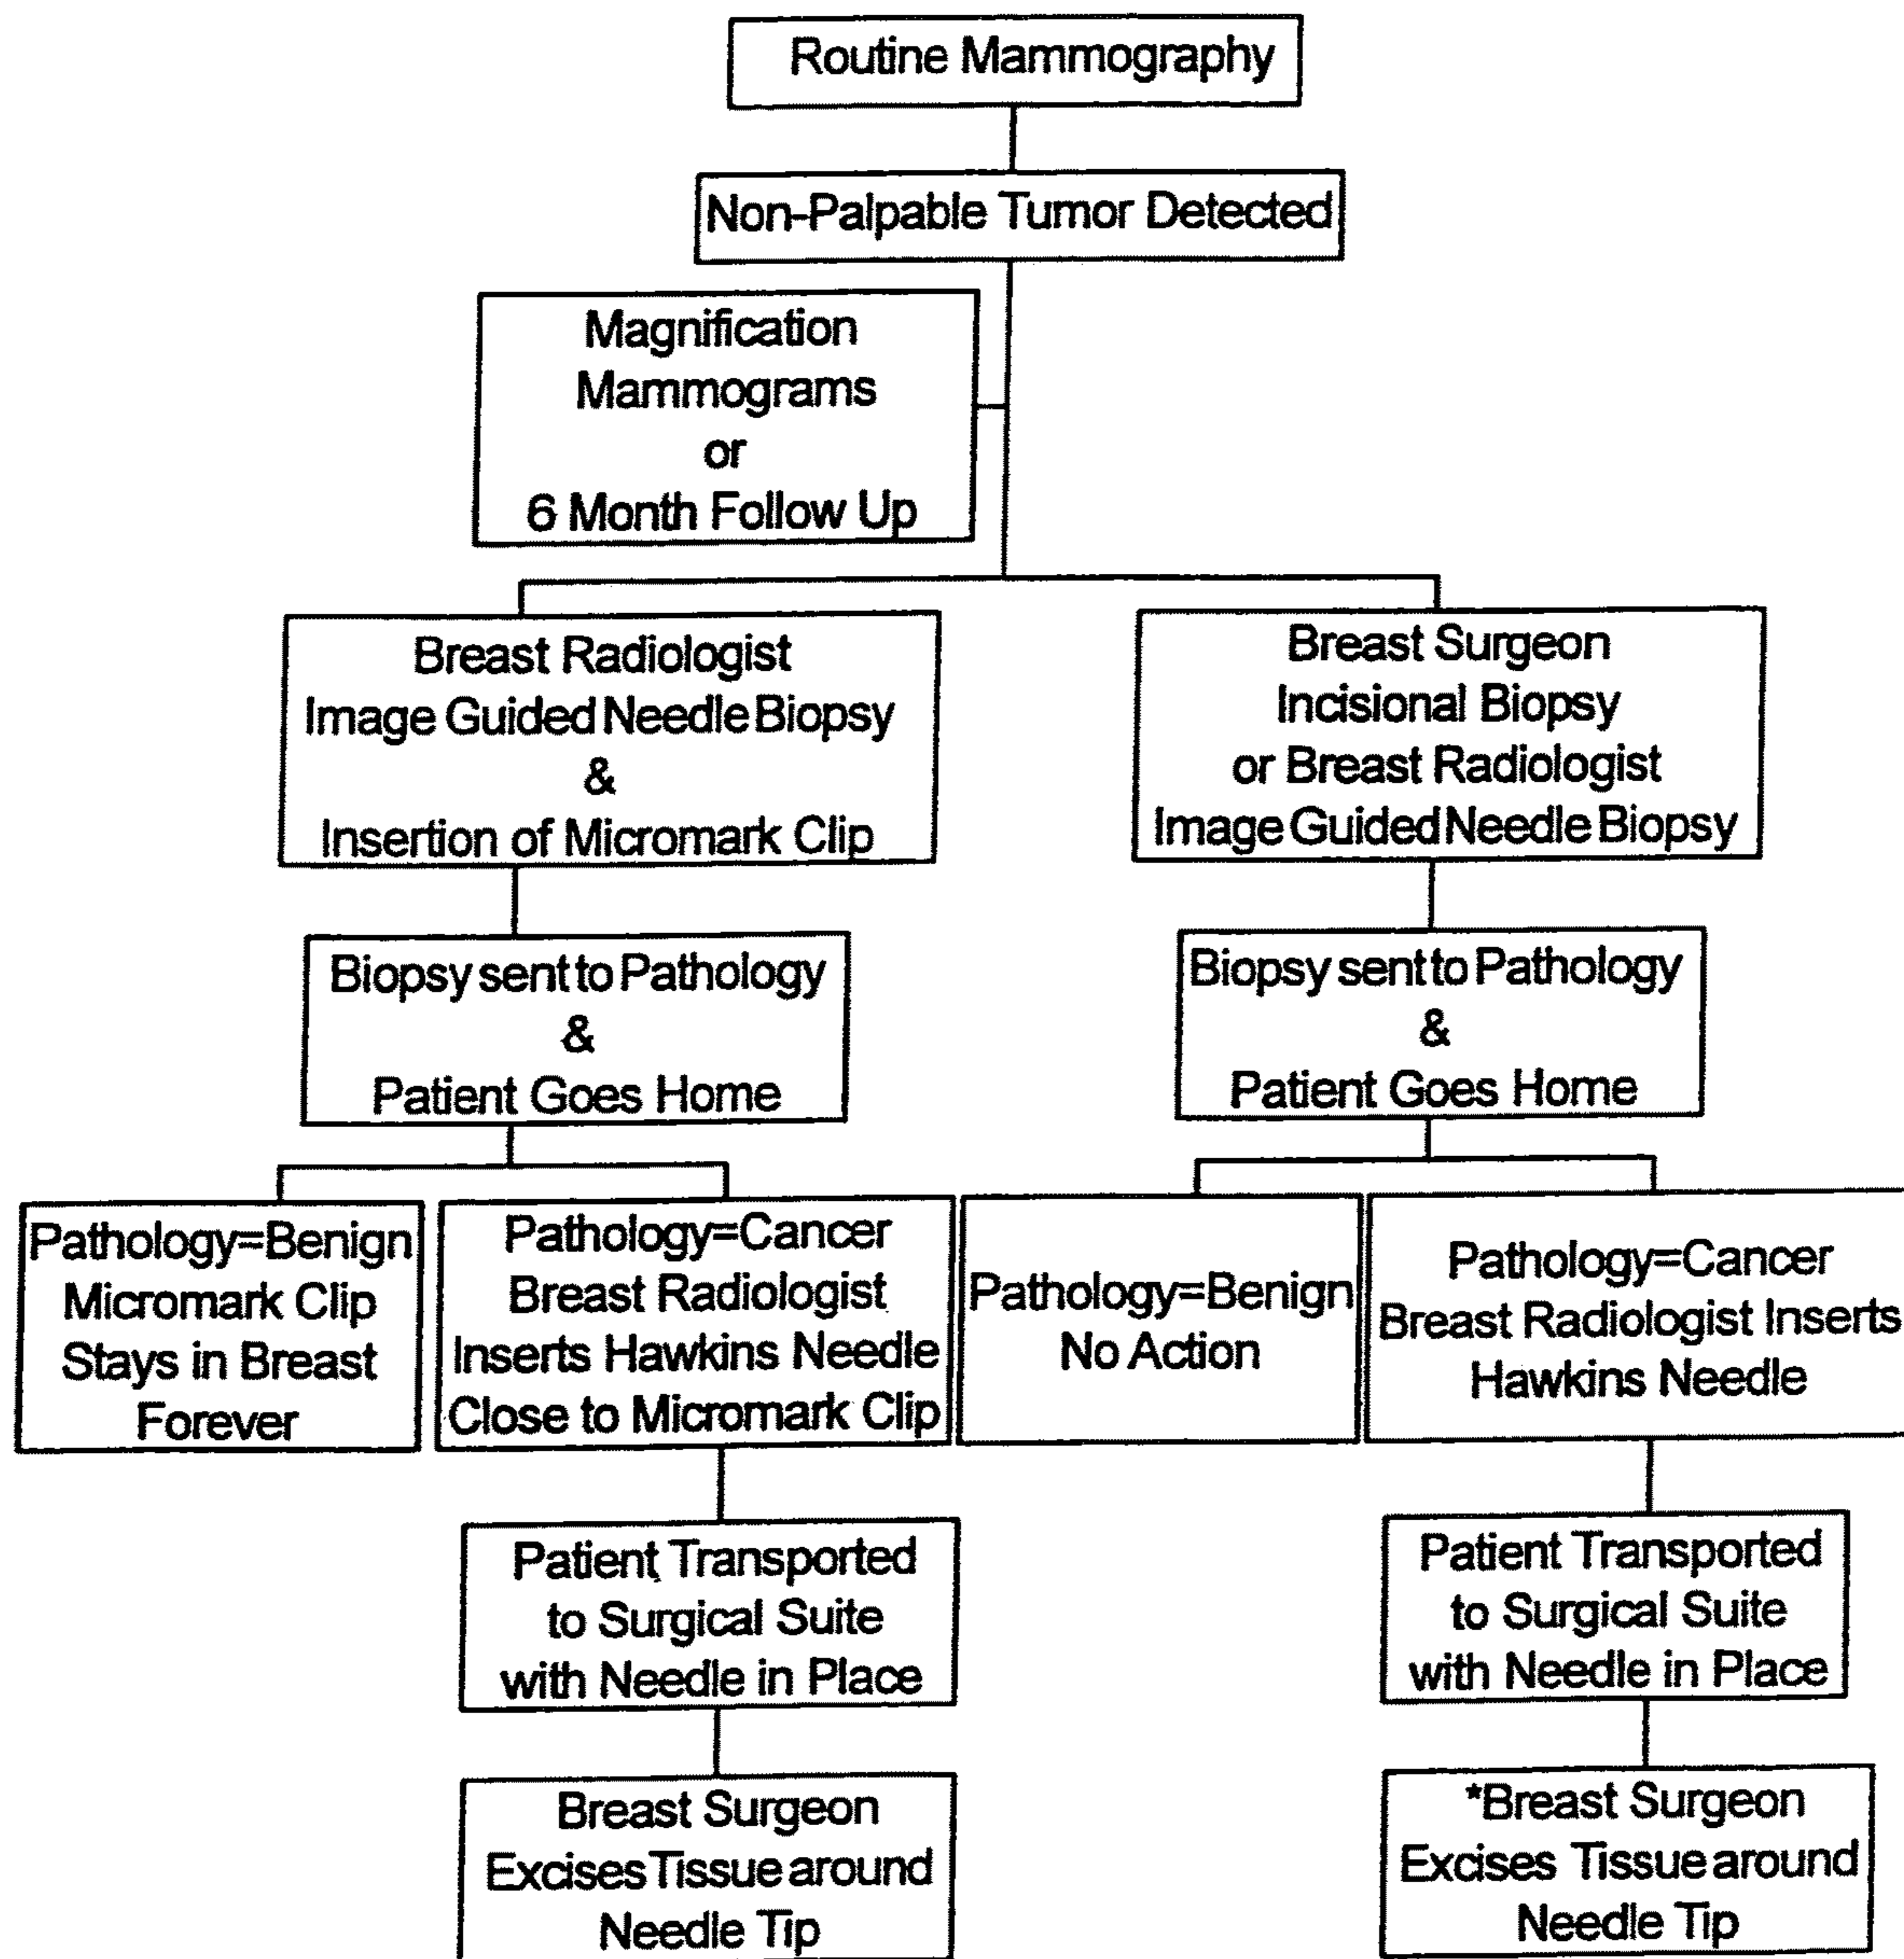 Routine Mammography
Non-Palpable Tumor Detected
Magnification
Mammograms
or
6 Month Follow Up
Breast Radiologist
Image Guided Needle Biopsy
&
Insertion of Micromark Clip
Breast Surgeon
Incisional Biopsy
or Breast Radiologist
Image Guided Needle Biopsy
Biopsy sent to Pathology
&
Patient Goes Home
Biopsy sent to Pathology
&
Patient Goes Home
Pathology=Benign
Micromark Clip
Stays in Breast
Forever
Pathology=Cancer
Breast Radiologist
Inserts Hawkins Needle
Close to Micromark Clip
Pathology=Benign
No Action
Pathology=Cancer
Breast Radiologist Inserts
Hawkins Needle
Patient Transported
to Surgical Suite
with Needle in Place
Patient Transported
to Surgical Suite
with Needle in Place
Breast Surgeon
Excises Tissue around
Needle Tip
*Breast Surgeon
Excises Tissue around
Needle Tip